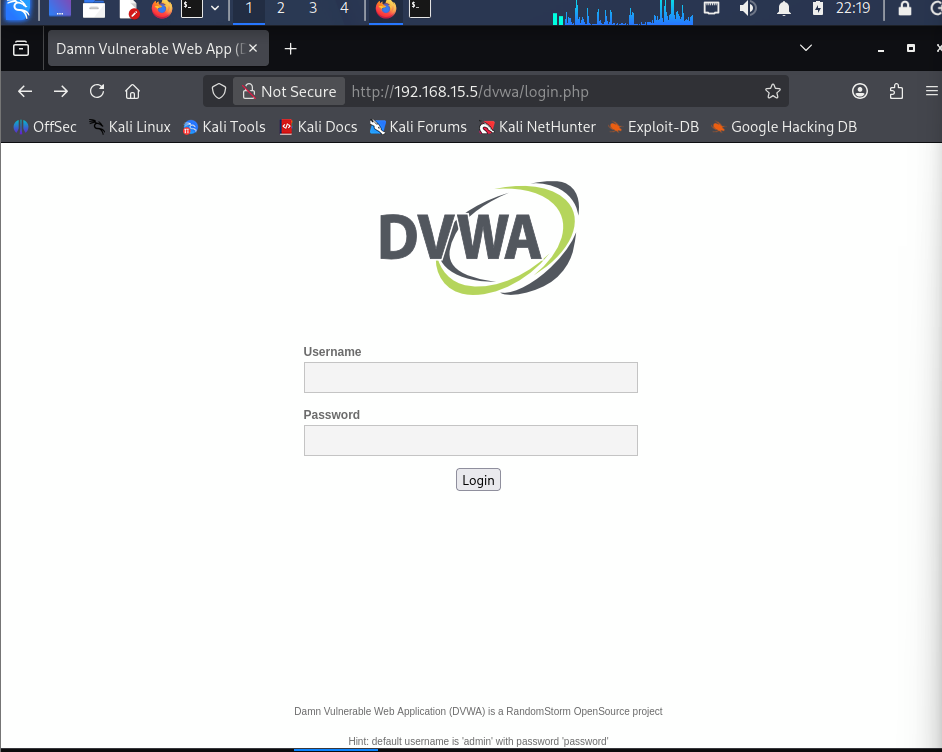 1 2 3 4 22:19
Damn Vulnerable Web App (D
Not Secure http://192.168.15.5/dvwa/login.php
OffSec Kali Linux Kali Tools Kali Docs Kali Forums Kali NetHunter Exploit-DB Google Hacking DB
DVWA
Username
Password
Login
Damn Vulnerable Web Application (DVWA) is a RandomStorm OpenSource project
Hint: default username is 'admin' with password 'password'